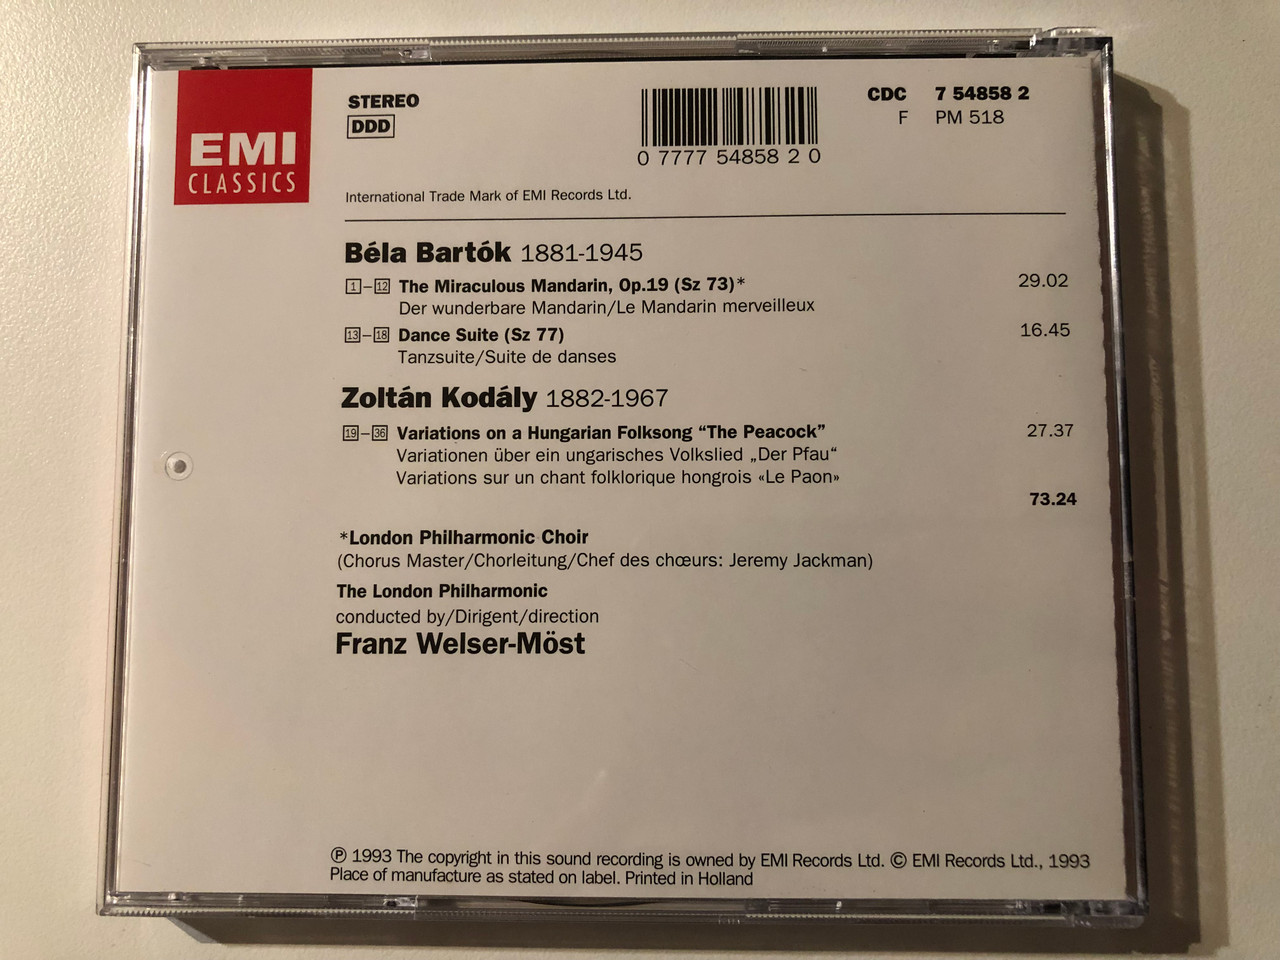 EMI
CLASSICS
STEREO
DDD
0 7777 54858 2 0
CDC 7 54858 2
F PM 518
International Trade Mark of EMI Records Ltd.
Béla Bartók 1881-1945
1–12 The Miraculous Mandarin, Op.19 (Sz 73)* 29.02
Der wunderbare Mandarin/Le Mandarin merveilleux
13–18 Dance Suite (Sz 77) 16.45
Tanzsuite/Suite de danses
Zoltán Kodály 1882-1967
19–36 Variations on a Hungarian Folksong “The Peacock” 27.37
Variationen über ein ungarisches Volkslied „Der Pfau“
Variations sur un chant folklorique hongrois «Le Paon»
73.24
*London Philharmonic Choir
(Chorus Master/Chorleitung/Chef des chœurs: Jeremy Jackman)
The London Philharmonic
conducted by/Dirigent/direction
Franz Welser-Möst
℗ 1993 The copyright in this sound recording is owned by EMI Records Ltd. © EMI Records Ltd., 1993
Place of manufacture as stated on label. Printed in Holland